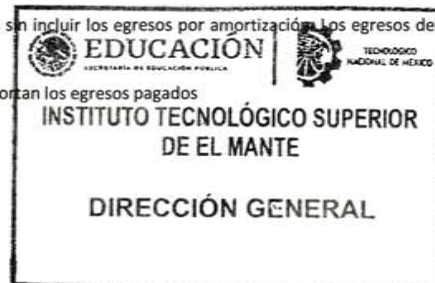 sin incluir los egresos por amortización. Los egresos de
EDUCACIÓN
SECRETARÍA DE EDUCACIÓN PÚBLICA
TECNOLÓGICO
NACIONAL DE MÉXICO
los egresos pagados
INSTITUTO TECNOLÓGICO SUPERIOR
DE EL MANTE
DIRECCIÓN GENERAL